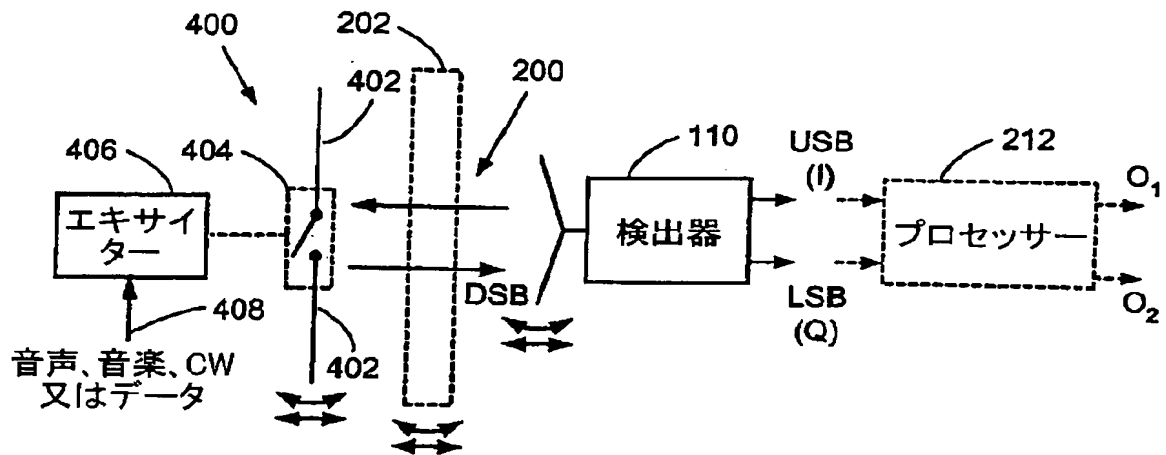 400
202
402
200
406
404
110
USB
(I)
212
O1
エキサイ
ター
検出器
プロセッサー
DSB
LSB
(Q)
O2
408
402
音声、音楽、CW
又はデータ